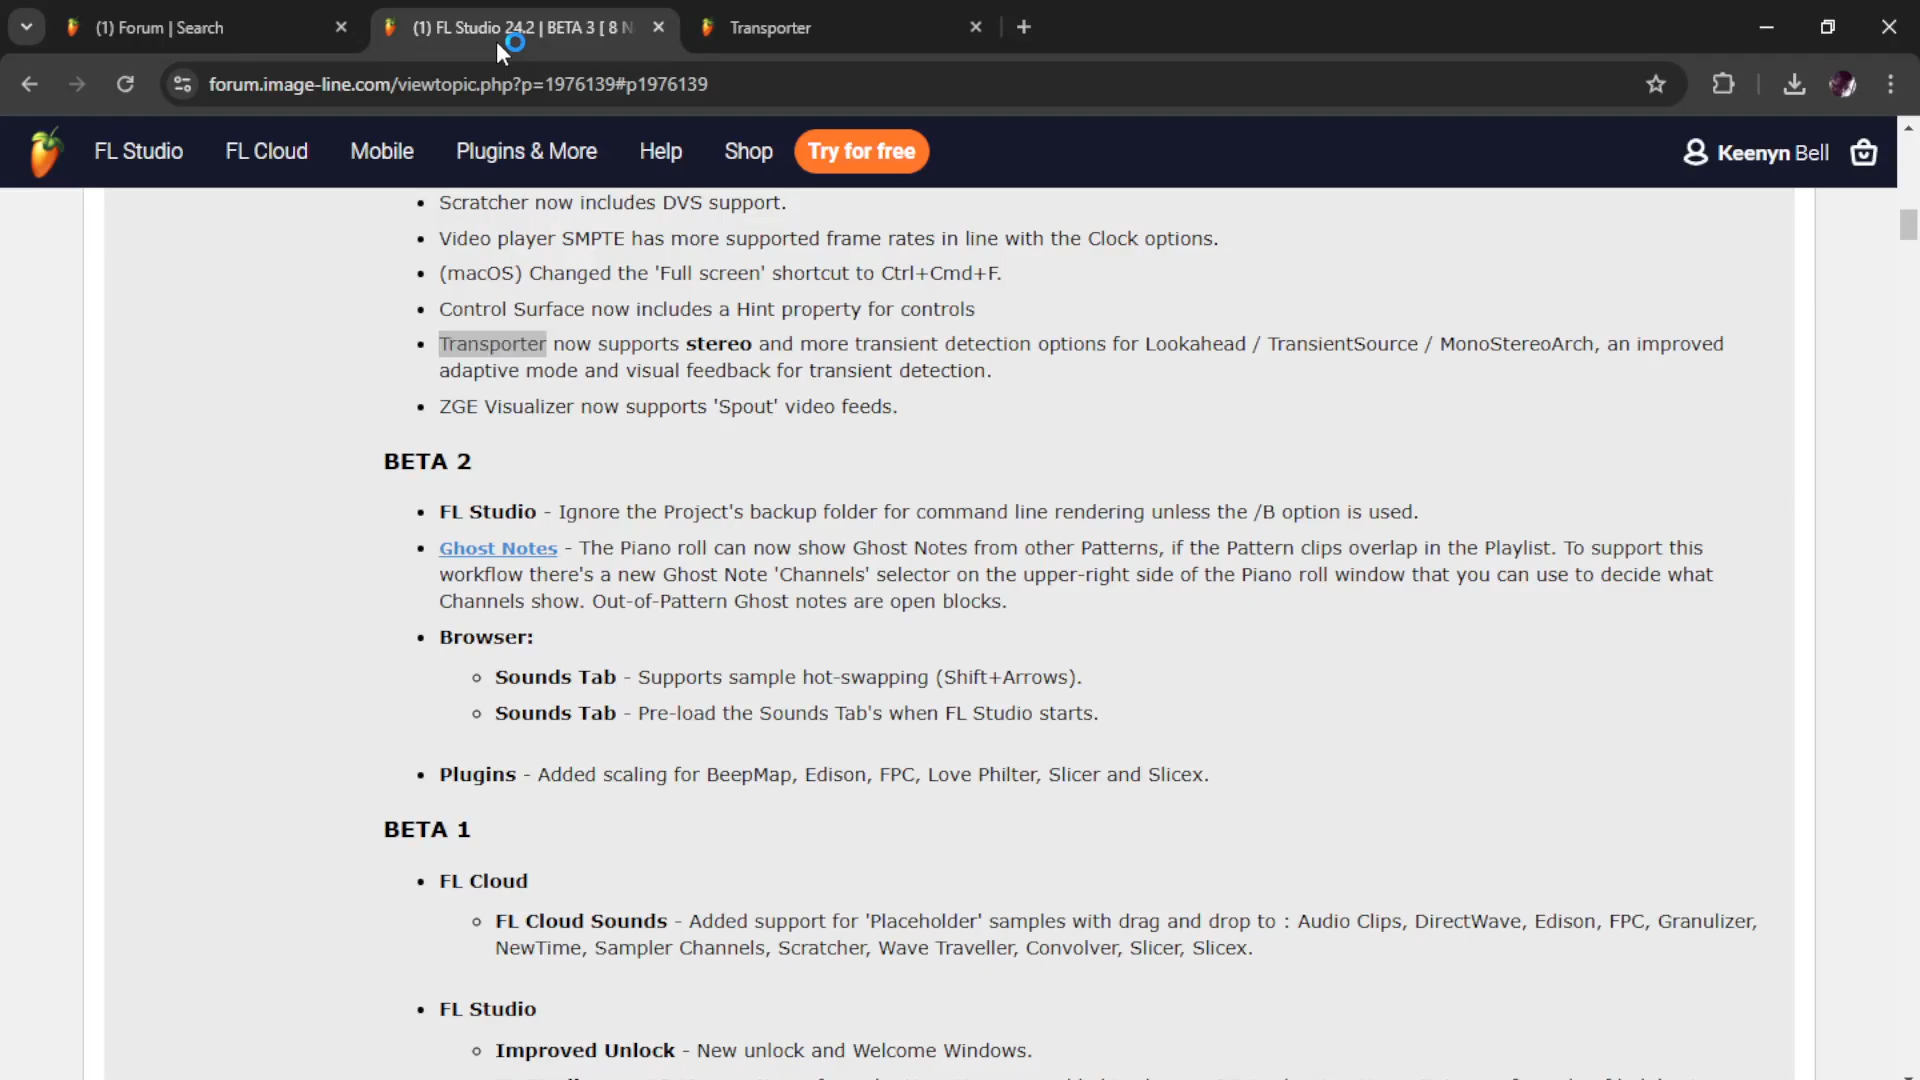 (1) Forum | Search
(1) FL Studio 24.2 | BETA 3 [ 8 N
Transporter
forum.image-line.com/viewtopic.php?p=1976139#p1976139
FL Studio
FL Cloud
Mobile
Plugins & More
Help
Shop
Try for free
Keenyn Bell
Scratcher now includes DVS support.
Video player SMPTE has more supported frame rates in line with the Clock options.
(macOS) Changed the 'Full screen' shortcut to Ctrl+Cmd+F.
Control Surface now includes a Hint property for controls
Transporter now supports stereo and more transient detection options for Lookahead / TransientSource / MonoStereoArch, an improved
adaptive mode and visual feedback for transient detection.
ZGE Visualizer now supports 'Spout' video feeds.
BETA 2
FL Studio - Ignore the Project's backup folder for command line rendering unless the /B option is used.
Ghost Notes - The Piano roll can now show Ghost Notes from other Patterns, if the Pattern clips overlap in the Playlist. To support this
workflow there's a new Ghost Note 'Channels' selector on the upper-right side of the Piano roll window that you can use to decide what
Channels show. Out-of-Pattern Ghost notes are open blocks.
Browser:
Sounds Tab - Supports sample hot-swapping (Shift+Arrows).
Sounds Tab - Pre-load the Sounds Tab's when FL Studio starts.
Plugins - Added scaling for BeepMap, Edison, FPC, Love Philter, Slicer and Slicex.
BETA 1
FL Cloud
FL Cloud Sounds - Added support for 'Placeholder' samples with drag and drop to : Audio Clips, DirectWave, Edison, FPC, Granulizer,
NewTime, Sampler Channels, Scratcher, Wave Traveller, Convolver, Slicer, Slicex.
FL Studio
Improved Unlock - New unlock and Welcome Windows.